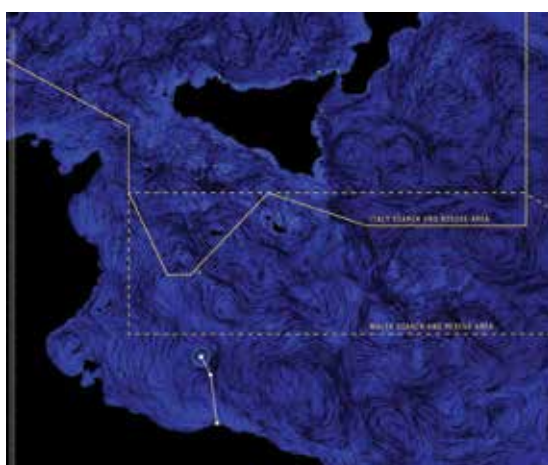 ITALY SEARCH AND RESCUE AREA
MALTA SEARCH AND RESCUE AREA